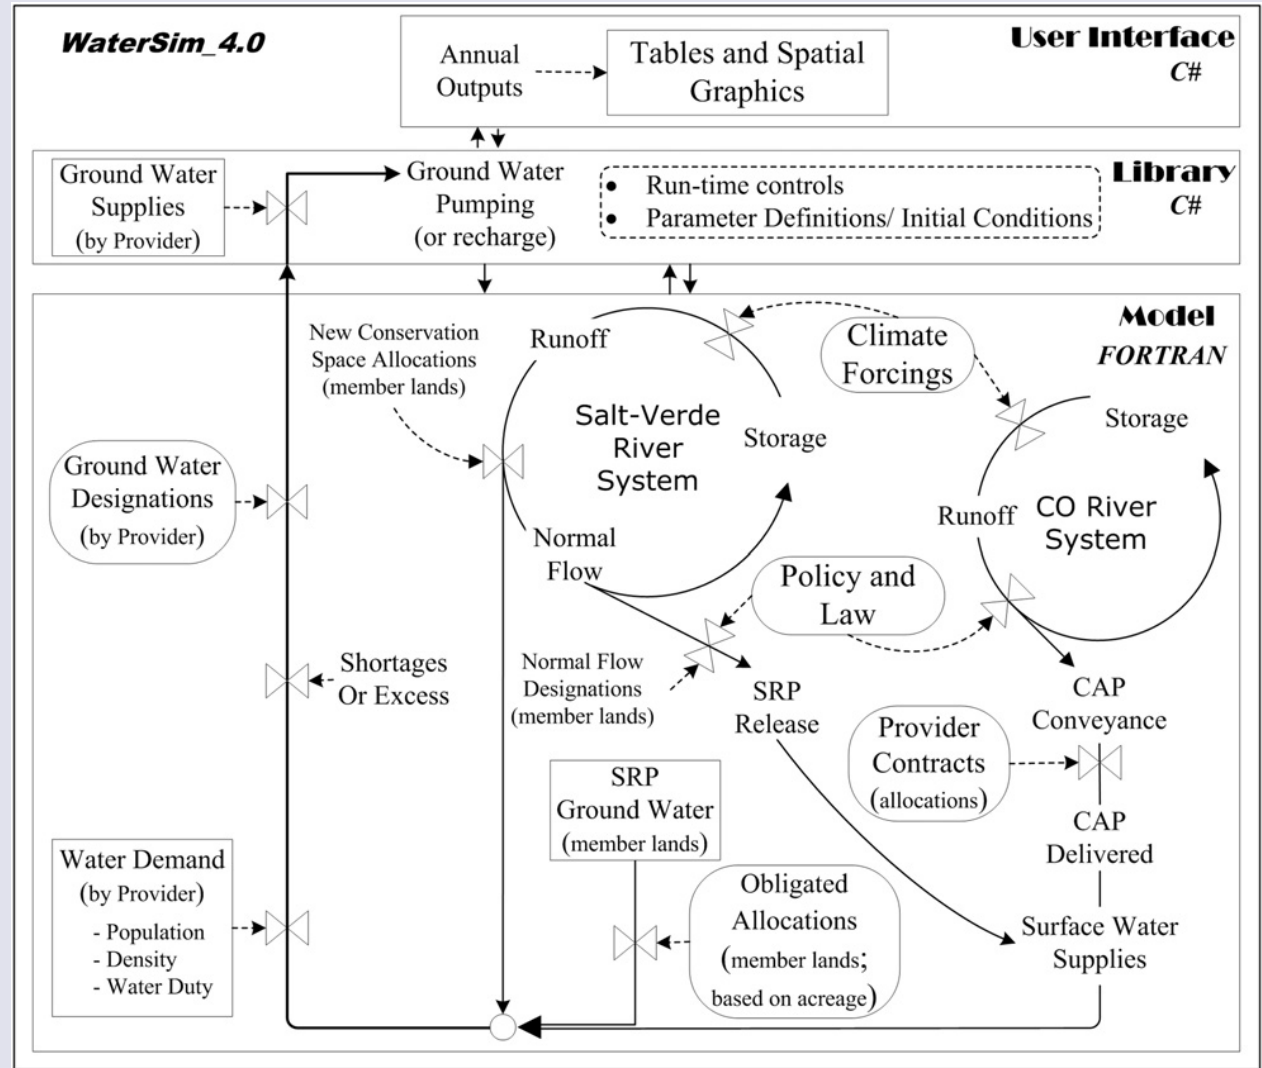 WaterSim_4.0
User Interface
C#
Annual
Outputs
Tables and Spatial
Graphics
Ground Water
Supplies
(by Provider)
Ground Water
Pumping
(or recharge)
• Run-time controls
• Parameter Definitions/ Initial Conditions
Library
C#
Model
FORTRAN
New Conservation
Space Allocations
(member lands)
Runoff
Salt-Verde
River
System
Storage
Normal
Flow
Climate
Forcings
Storage
Runoff
CO River
System
Ground Water
Designations
(by Provider)
Policy and
Law
Shortages
Or Excess
Normal Flow
Designations
(member lands)
SRP
Release
CAP
Conveyance
Provider
Contracts
(allocations)
SRP
Ground Water
(member lands)
CAP
Delivered
Water Demand
(by Provider)
- Population
- Density
- Water Duty
Obligated
Allocations
(member lands;
based on acreage)
Surface Water
Supplies